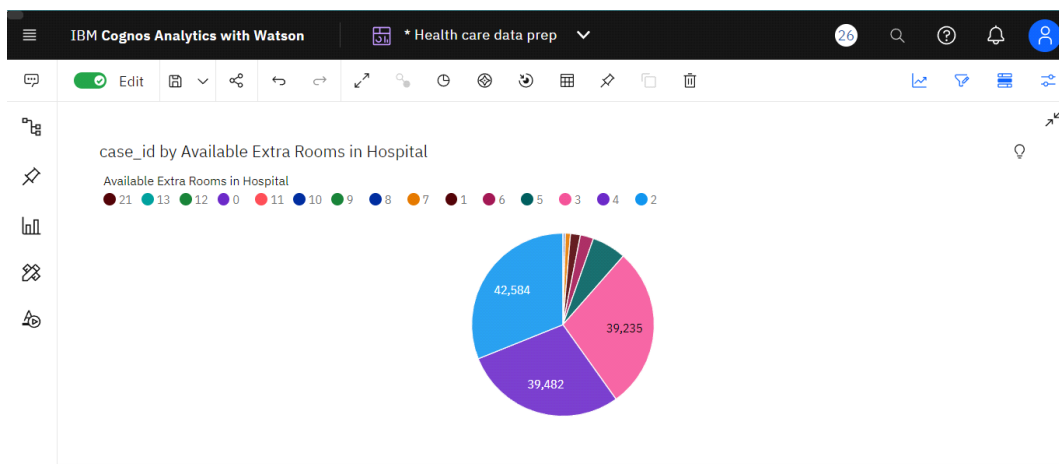 IBM Cognos Analytics with Watson
* Health care data prep
26
Edit
case_id by Available Extra Rooms in Hospital
Available Extra Rooms in Hospital
21 13 12 0 11 10 9 8 7 1 6 5 3 4 2
42,584
39,235
39,482